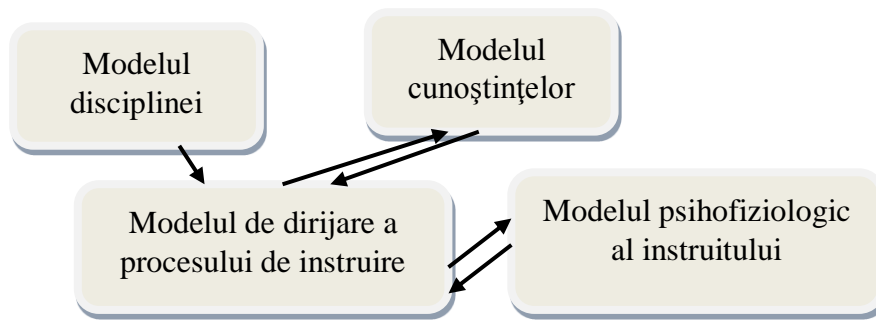 Modelul
disciplinei
Modelul
cunoştinţelor
Modelul de dirijare a
procesului de instruire
Modelul psihofiziologic
al instruitului